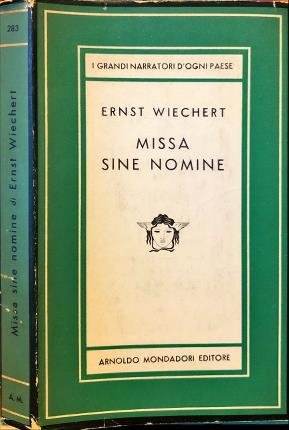 283
Missa sine nomine di Ernst Wiechert
A. M.
I GRANDI NARRATORI D'OGNI PAESE
ERNST WIECHERT
MISSA
SINE NOMINE
ARNOLDO MONDADORI EDITORE